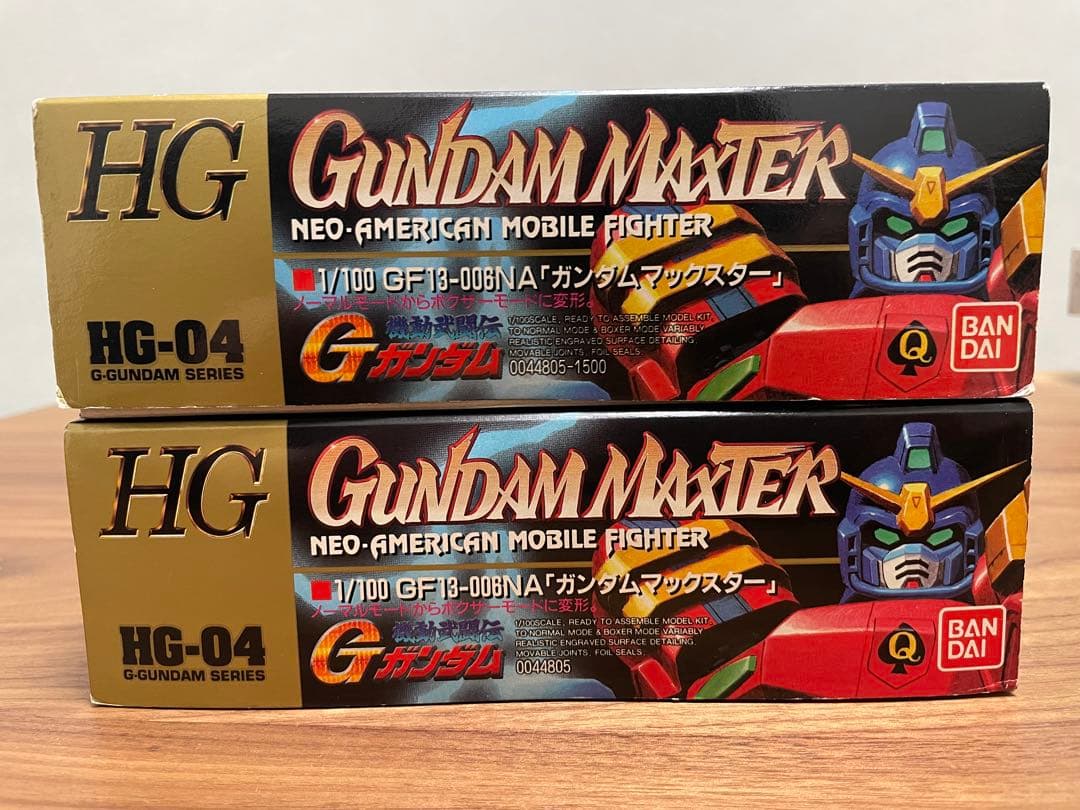 HG
GUNDAM MAXTER
NEO-AMERICAN MOBILE FIGHTER
■1/100 GF13-006NA「ガンダムマックスター」
ノーマルモードからボクサーモードに変形。
機動武闘伝
Gガンダム
1/100SCALE, READY TO ASSEMBLE MODEL KIT.
TO NORMAL MODE & BOXER MODE VARIABLY.
REALISTIC ENGRAVED SURFACE DETAILING.
MOVABLE JOINTS, FOIL SEALS.
0044805-1500
HG-04
G-GUNDAM SERIES
Q
BAN
DAI
HG
GUNDAM MAXTER
NEO-AMERICAN MOBILE FIGHTER
■1/100 GF13-006NA「ガンダムマックスター」
ノーマルモードからボクサーモードに変形。
機動武闘伝
Gガンダム
1/100SCALE, READY TO ASSEMBLE MODEL KIT.
TO NORMAL MODE & BOXER MODE VARIABLY.
REALISTIC ENGRAVED SURFACE DETAILING.
MOVABLE JOINTS, FOIL SEALS.
0044805
HG-04
G-GUNDAM SERIES
Q
BAN
DAI